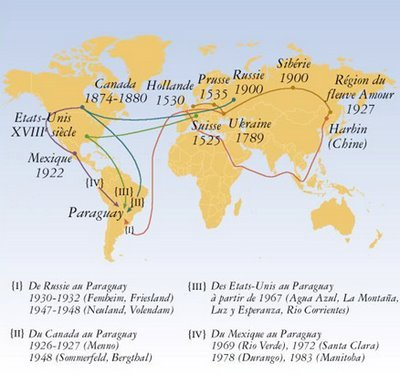 Canada
1874-1880
Hollande
1530
Prusse
1535
Russie
1900
Sibérie
1900
Région du
fleuve Amour
1927
Etats-Unis
XVIIIe siècle
Suisse
1525
Ukraine
1789
Harbin
(Chine)
Mexique
1922
{IV}
{III}
{II}
Paraguay
{I}
{I} De Russie au Paraguay
1930-1932 (Fernheim, Friesland)
1947-1948 (Neuland, Volendam)
{II} Du Canada au Paraguay
1926-1927 (Menno)
1948 (Sommerfeld, Bergthal)
{III} Des Etats-Unis au Paraguay
à partir de 1967 (Agua Azul, La Montaña,
Luz y Esperanza, Rio Corrientes)
{IV} Du Mexique au Paraguay
1969 (Rio Verde), 1972 (Santa Clara)
1978 (Durango), 1983 (Manitoba)